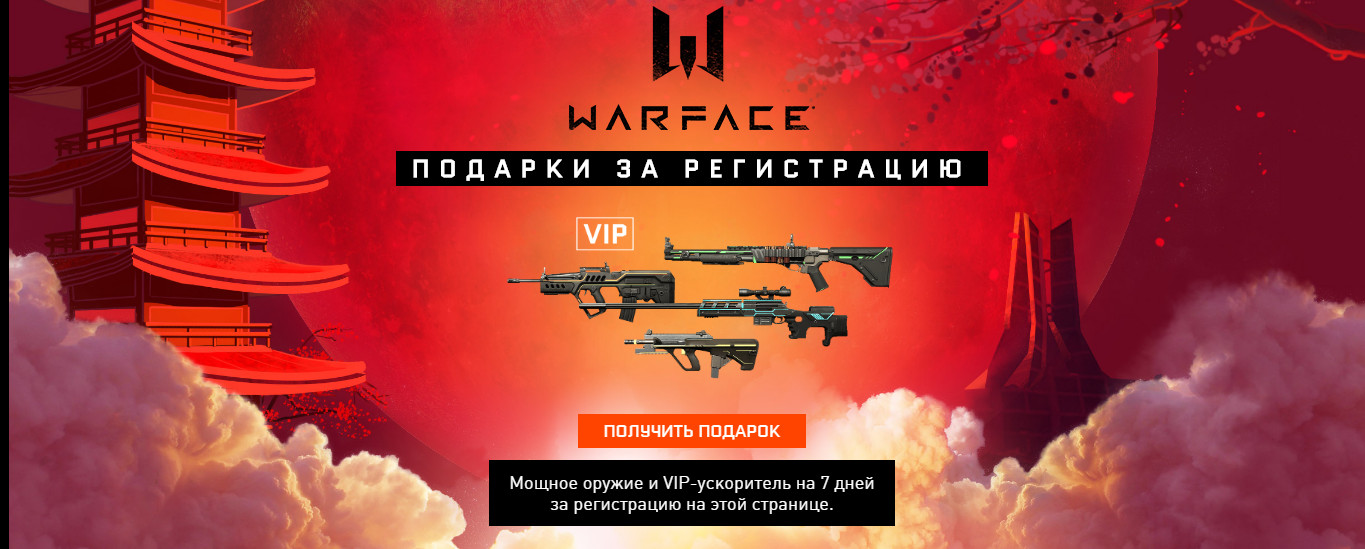 WARFACE
ПОДАРКИ ЗА РЕГИСТРАЦИЮ
VIP
ПОЛУЧИТЬ ПОДАРОК
Мощное оружие и VIP-ускоритель на 7 дней
за регистрацию на этой странице.